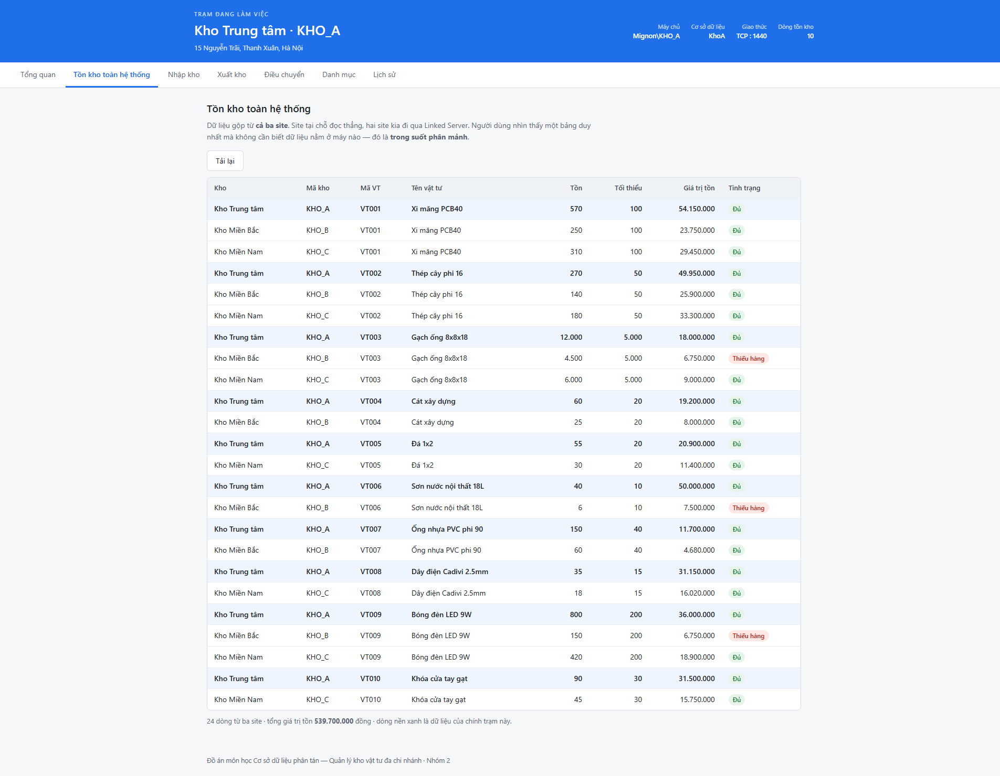 TRẠM ĐANG LÀM VIỆC
Kho Trung tâm · KHO_A
15 Nguyễn Trãi, Thanh Xuân, Hà Nội
Máy chủ Cơ sở dữ liệu Giao thức Dòng tồn kho
Mignon\KHO_A KhoA TCP : 1440 10
Tổng quan Tồn kho toàn hệ thống Nhập kho Xuất kho Điều chuyển Danh mục Lịch sử
Tồn kho toàn hệ thống
Dữ liệu gộp từ cả ba site. Site tại chỗ đọc thẳng, hai site kia đi qua Linked Server. Người dùng nhìn thấy một bảng duy
nhất mà không cần biết dữ liệu nằm ở máy nào — đó là trong suốt phân mảnh.
Tải lại
Kho Mã kho Mã VT Tên vật tư Tồn Tối thiểu Giá trị tồn Tình trạng
Kho Trung tâm KHO_A VT001 Xi măng PCB40 570 100 54.150.000 Đủ
Kho Miền Bắc KHO_B VT001 Xi măng PCB40 250 100 23.750.000 Đủ
Kho Miền Nam KHO_C VT001 Xi măng PCB40 310 100 29.450.000 Đủ
Kho Trung tâm KHO_A VT002 Thép cây phi 16 270 50 49.950.000 Đủ
Kho Miền Bắc KHO_B VT002 Thép cây phi 16 140 50 25.900.000 Đủ
Kho Miền Nam KHO_C VT002 Thép cây phi 16 180 50 33.300.000 Đủ
Kho Trung tâm KHO_A VT003 Gạch ống 8x8x18 12.000 5.000 18.000.000 Đủ
Kho Miền Bắc KHO_B VT003 Gạch ống 8x8x18 4.500 5.000 6.750.000 Thiếu hàng
Kho Miền Nam KHO_C VT003 Gạch ống 8x8x18 6.000 5.000 9.000.000 Đủ
Kho Trung tâm KHO_A VT004 Cát xây dựng 60 20 19.200.000 Đủ
Kho Miền Bắc KHO_B VT004 Cát xây dựng 25 20 8.000.000 Đủ
Kho Trung tâm KHO_A VT005 Đá 1x2 55 20 20.900.000 Đủ
Kho Miền Nam KHO_C VT005 Đá 1x2 30 20 11.400.000 Đủ
Kho Trung tâm KHO_A VT006 Sơn nước nội thất 18L 40 10 50.000.000 Đủ
Kho Miền Bắc KHO_B VT006 Sơn nước nội thất 18L 6 10 7.500.000 Thiếu hàng
Kho Trung tâm KHO_A VT007 Ống nhựa PVC phi 90 150 40 11.700.000 Đủ
Kho Miền Bắc KHO_B VT007 Ống nhựa PVC phi 90 60 40 4.680.000 Đủ
Kho Trung tâm KHO_A VT008 Dây điện Cadivi 2.5mm 35 15 31.150.000 Đủ
Kho Miền Nam KHO_C VT008 Dây điện Cadivi 2.5mm 18 15 16.020.000 Đủ
Kho Trung tâm KHO_A VT009 Bóng đèn LED 9W 800 200 36.000.000 Đủ
Kho Miền Bắc KHO_B VT009 Bóng đèn LED 9W 150 200 6.750.000 Thiếu hàng
Kho Miền Nam KHO_C VT009 Bóng đèn LED 9W 420 200 18.900.000 Đủ
Kho Trung tâm KHO_A VT010 Khóa cửa tay gạt 90 30 31.500.000 Đủ
Kho Miền Nam KHO_C VT010 Khóa cửa tay gạt 45 30 15.750.000 Đủ
24 dòng từ ba site · tổng giá trị tồn 539.700.000 đồng · dòng nền xanh là dữ liệu của chính trạm này.
Đồ án môn học Cơ sở dữ liệu phân tán — Quản lý kho vật tư đa chi nhánh · Nhóm 2